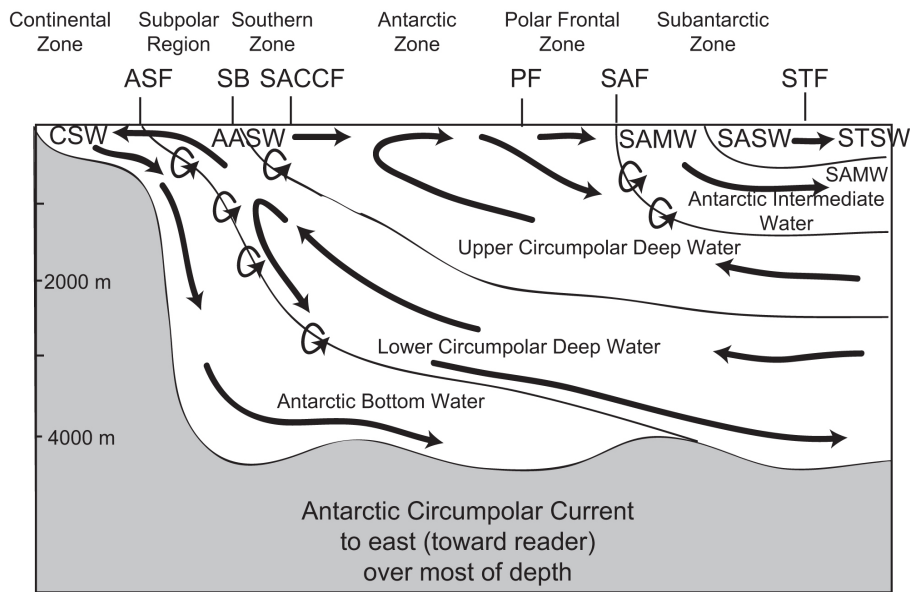 Continental
Zone
Subpolar
Region
Southern
Zone
Antarctic
Zone
Polar Frontal
Zone
Subantarctic
Zone
ASF
SB
SACCF
PF
SAF
STF
CSW
AASW
SAMW
SASW
STSW
SAMW
Antarctic Intermediate
Water
Upper Circumpolar Deep Water
2000 m
Lower Circumpolar Deep Water
Antarctic Bottom Water
4000 m
Antarctic Circumpolar Current
to east (toward reader)
over most of depth